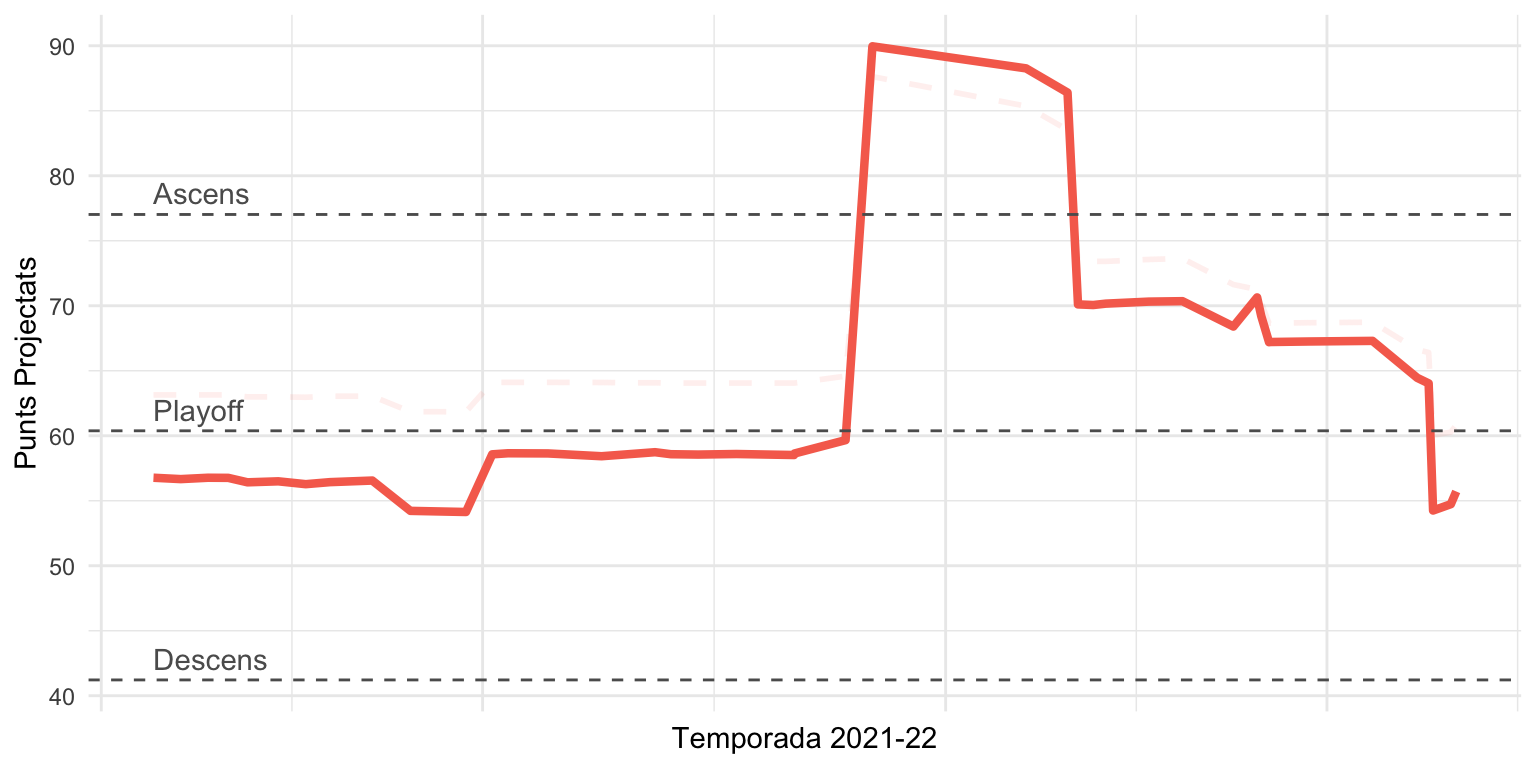 90
80
70
60
50
40
Punts Projectats
Ascens
Playoff
Descens
Temporada 2021-22